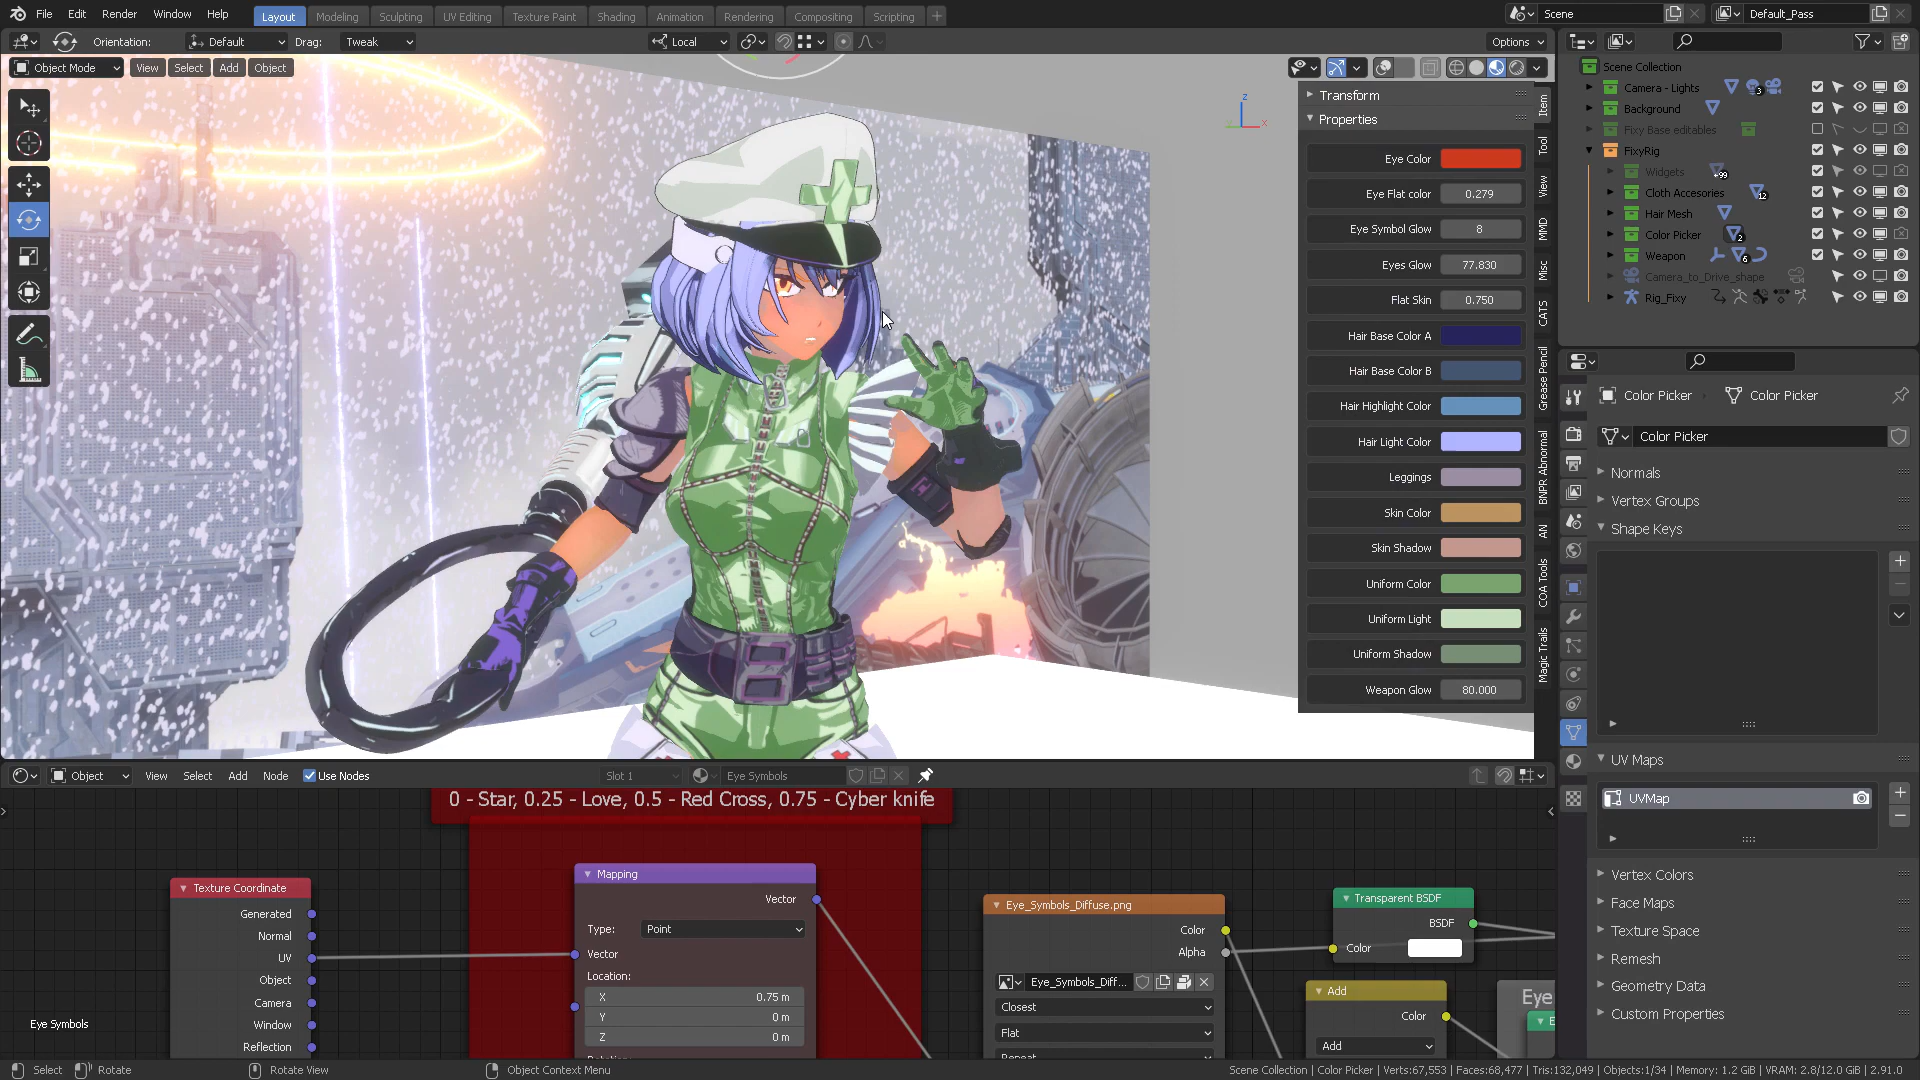 File Edit Render Window Help Layout Modeling Sculpting UV Editing Texture Paint Shading Animation Rendering Compositing Scripting + Scene Default_Pass
Orientation: Default Drag: Tweak Local Options
Object Mode View Select Add Object
Z
X
Y
Transform
Properties
Eye Color
Eye Flat color 0.279
Eye Symbol Glow 8
Eyes Glow 77.830
Flat Skin 0.750
Hair Base Color A
Hair Base Color B
Hair Highlight Color
Hair Light Color
Leggings
Skin Color
Skin Shadow
Uniform Color
Uniform Light
Uniform Shadow
Weapon Glow 80.000
Item
Tool
View
MMD
Misc
CATS
Grease Pencil
BNPR Abnormal
AN
COA Tools
Magic Trails
Scene Collection
Camera - Lights 3
Background
Fixy Base editables
FixyRig
Widgets +99
Cloth Accesories 12
Hair Mesh
Color Picker 2
Weapon 6
Camera_to_Drive_shape
Rig_Fixy
Color Picker Color Picker
Color Picker
Normals
Vertex Groups
Shape Keys
UV Maps
UVMap
Vertex Colors
Face Maps
Texture Space
Remesh
Geometry Data
Custom Properties
Object View Select Add Node Use Nodes Slot 1 Eye Symbols
0 - Star, 0.25 - Love, 0.5 - Red Cross, 0.75 - Cyber knife
Texture Coordinate
Generated
Normal
UV
Object
Camera
Window
Reflection
Eye Symbols
Mapping
Vector
Type: Point
Vector
Location:
X 0.75 m
Y 0 m
Z 0 m
Eye_Symbols_Diffuse.png
Color
Alpha
Eye_Symbols_Diff...
Closest
Flat
Repeat
Transparent BSDF
BSDF
Color
Add
Color
Add
Eye
E
Select Rotate Rotate View Object Context Menu Scene Collection | Color Picker | Verts:67,553 | Faces:68,477 | Tris:132,049 | Objects:1/34 | Memory: 1.2 GiB | VRAM: 2.8/12.0 GiB | 2.91.0